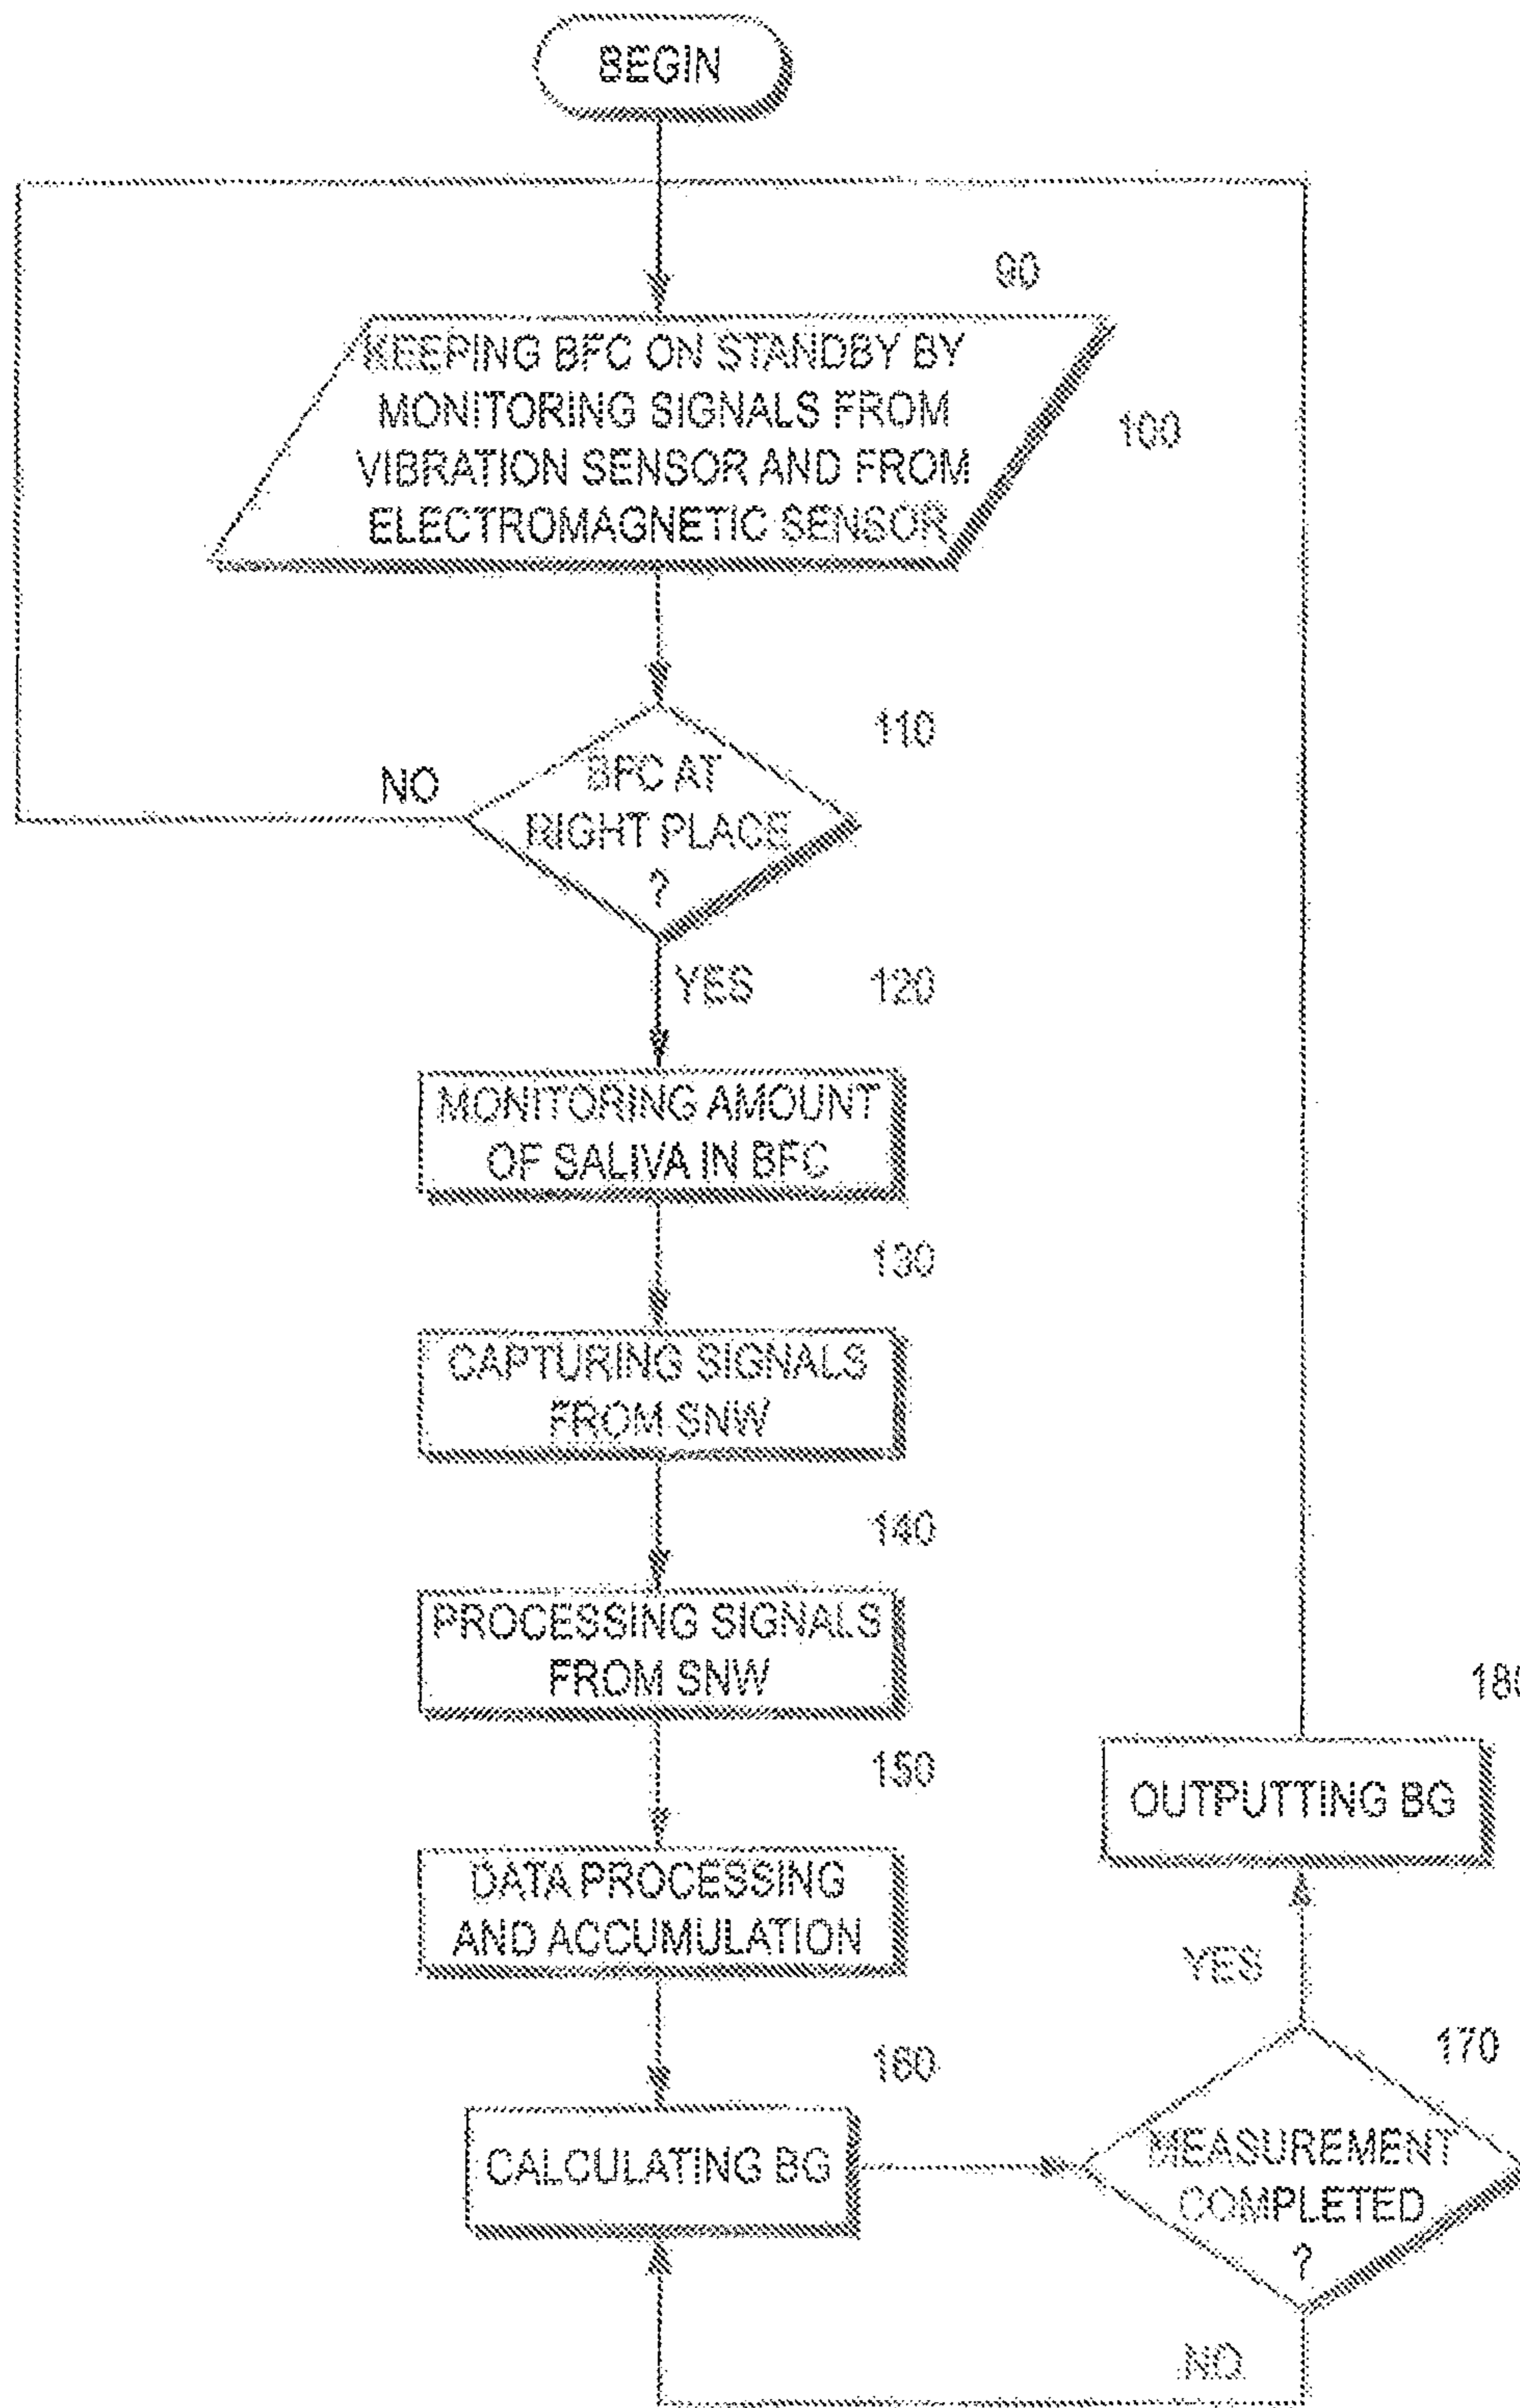 BEGIN
90
KEEPING BFC ON STANDBY BY
MONITORING SIGNALS FROM
VIBRATION SENSOR AND FROM
ELECTROMAGNETIC SENSOR
100
110
BFC AT
RIGHT PLACE
?
NO
YES
120
MONITORING AMOUNT
OF SALIVA IN BFC
130
CAPTURING SIGNALS
FROM SNW
140
PROCESSING SIGNALS
FROM SNW
150
DATA PROCESSING
AND ACCUMULATION
160
CALCULATING BG
170
MEASUREMENT
COMPLETED
?
NO
YES
180
OUTPUTTING BG